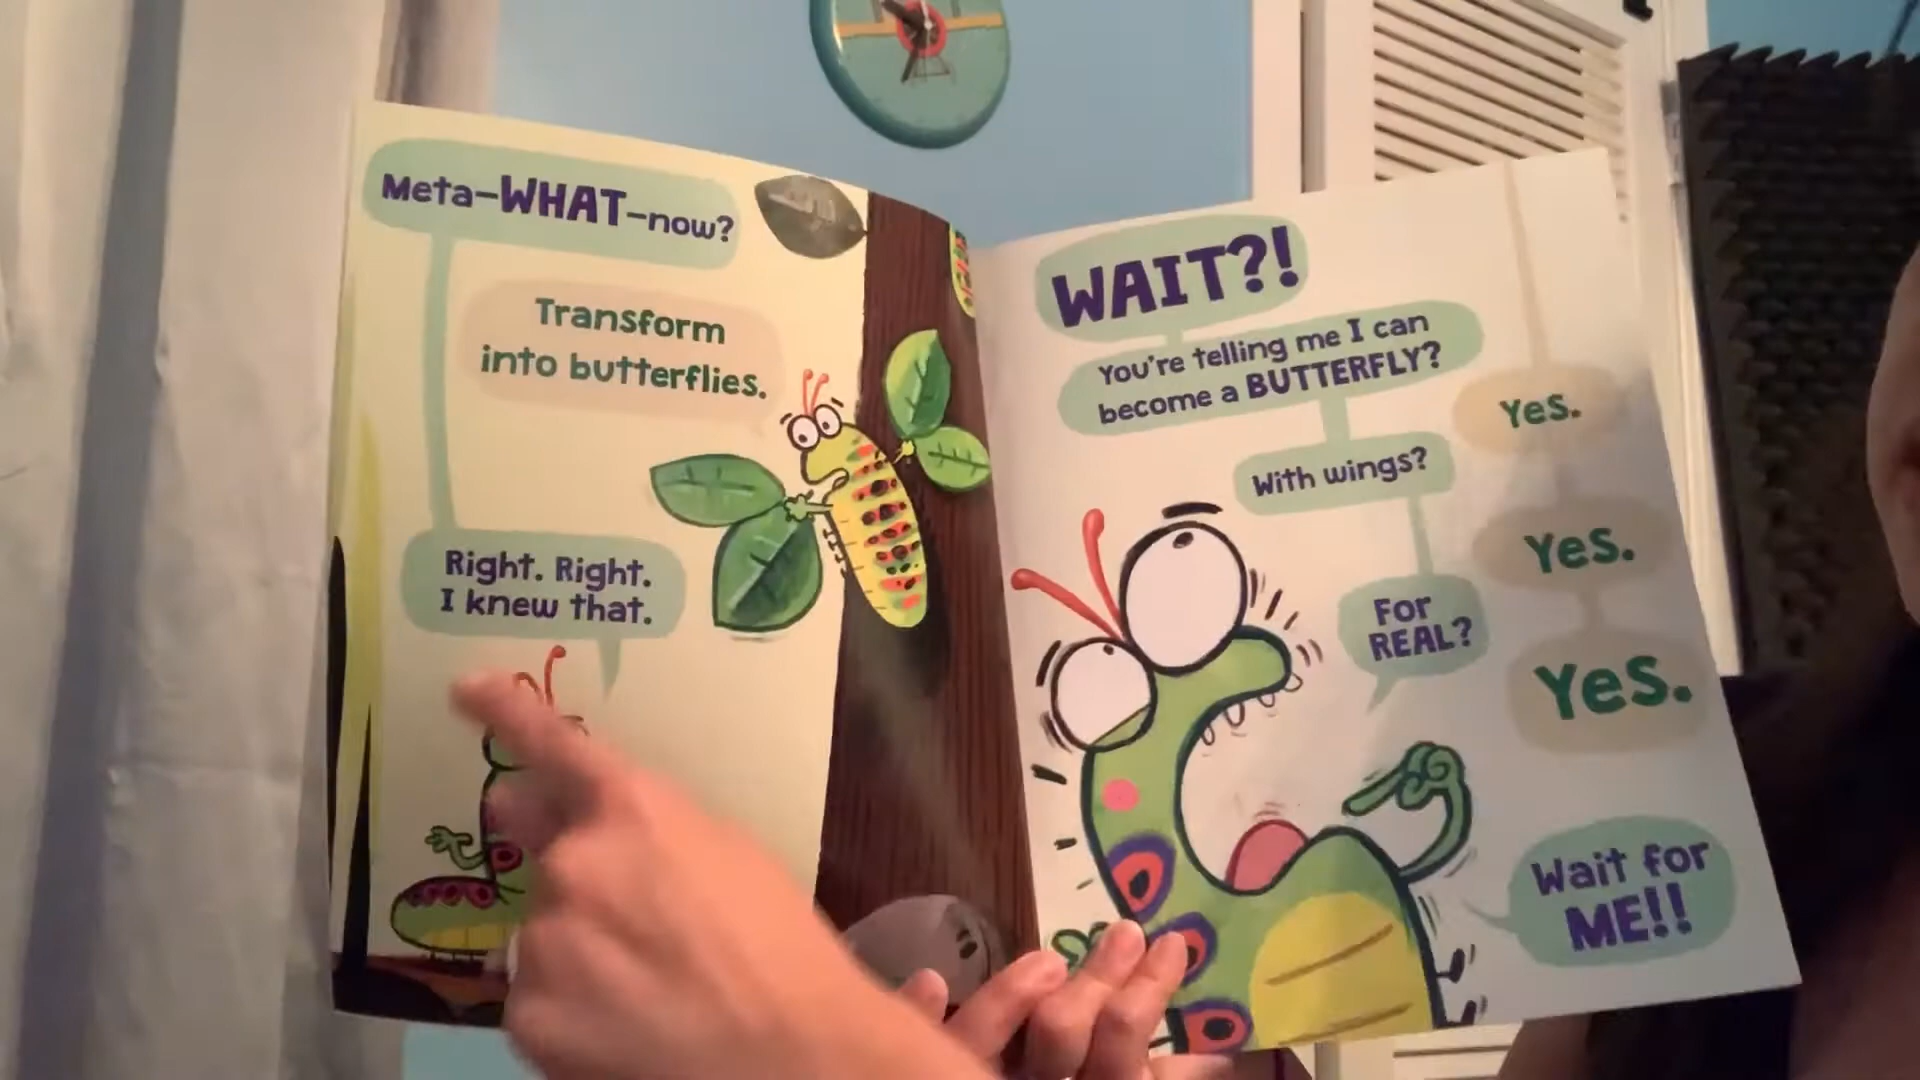 Meta-WHAT-now?
Transform
into butterflies.
Right. Right.
I knew that.
WAIT?!
You're telling me I can
become a BUTTERFLY?
Yes.
With wings?
Yes.
For
REAL?
Yes.
Wait for
ME!!